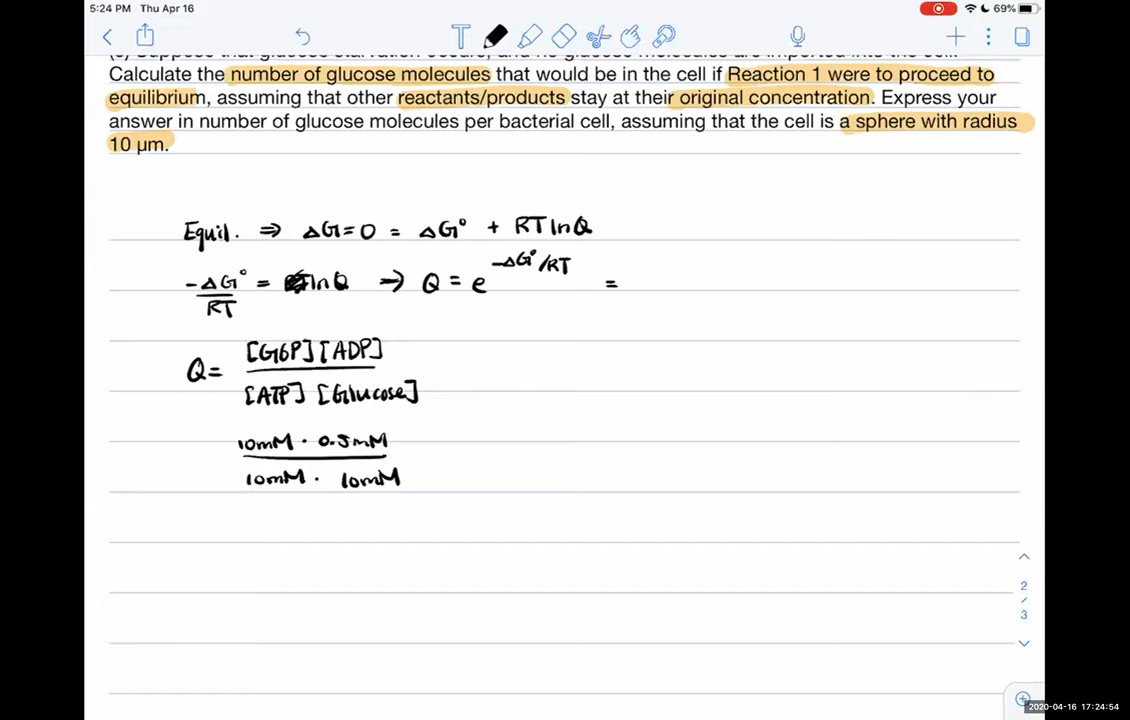 5:24 PM Thu Apr 16
69%
Calculate the number of glucose molecules that would be in the cell if Reaction 1 were to proceed to
equilibrium, assuming that other reactants/products stay at their original concentration. Express your
answer in number of glucose molecules per bacterial cell, assuming that the cell is a sphere with radius
10 μm.
Equil. ⇒ ΔG = 0 = ΔG° + RT ln Q
-ΔG°/RT = ln Q → Q = e^(-ΔG°/RT) =
Q = [G6P][ADP]
[ATP] [Glucose]
10mM · 0.5mM
10mM · 10mM
2
/
3
2020-04-16 17:24:54